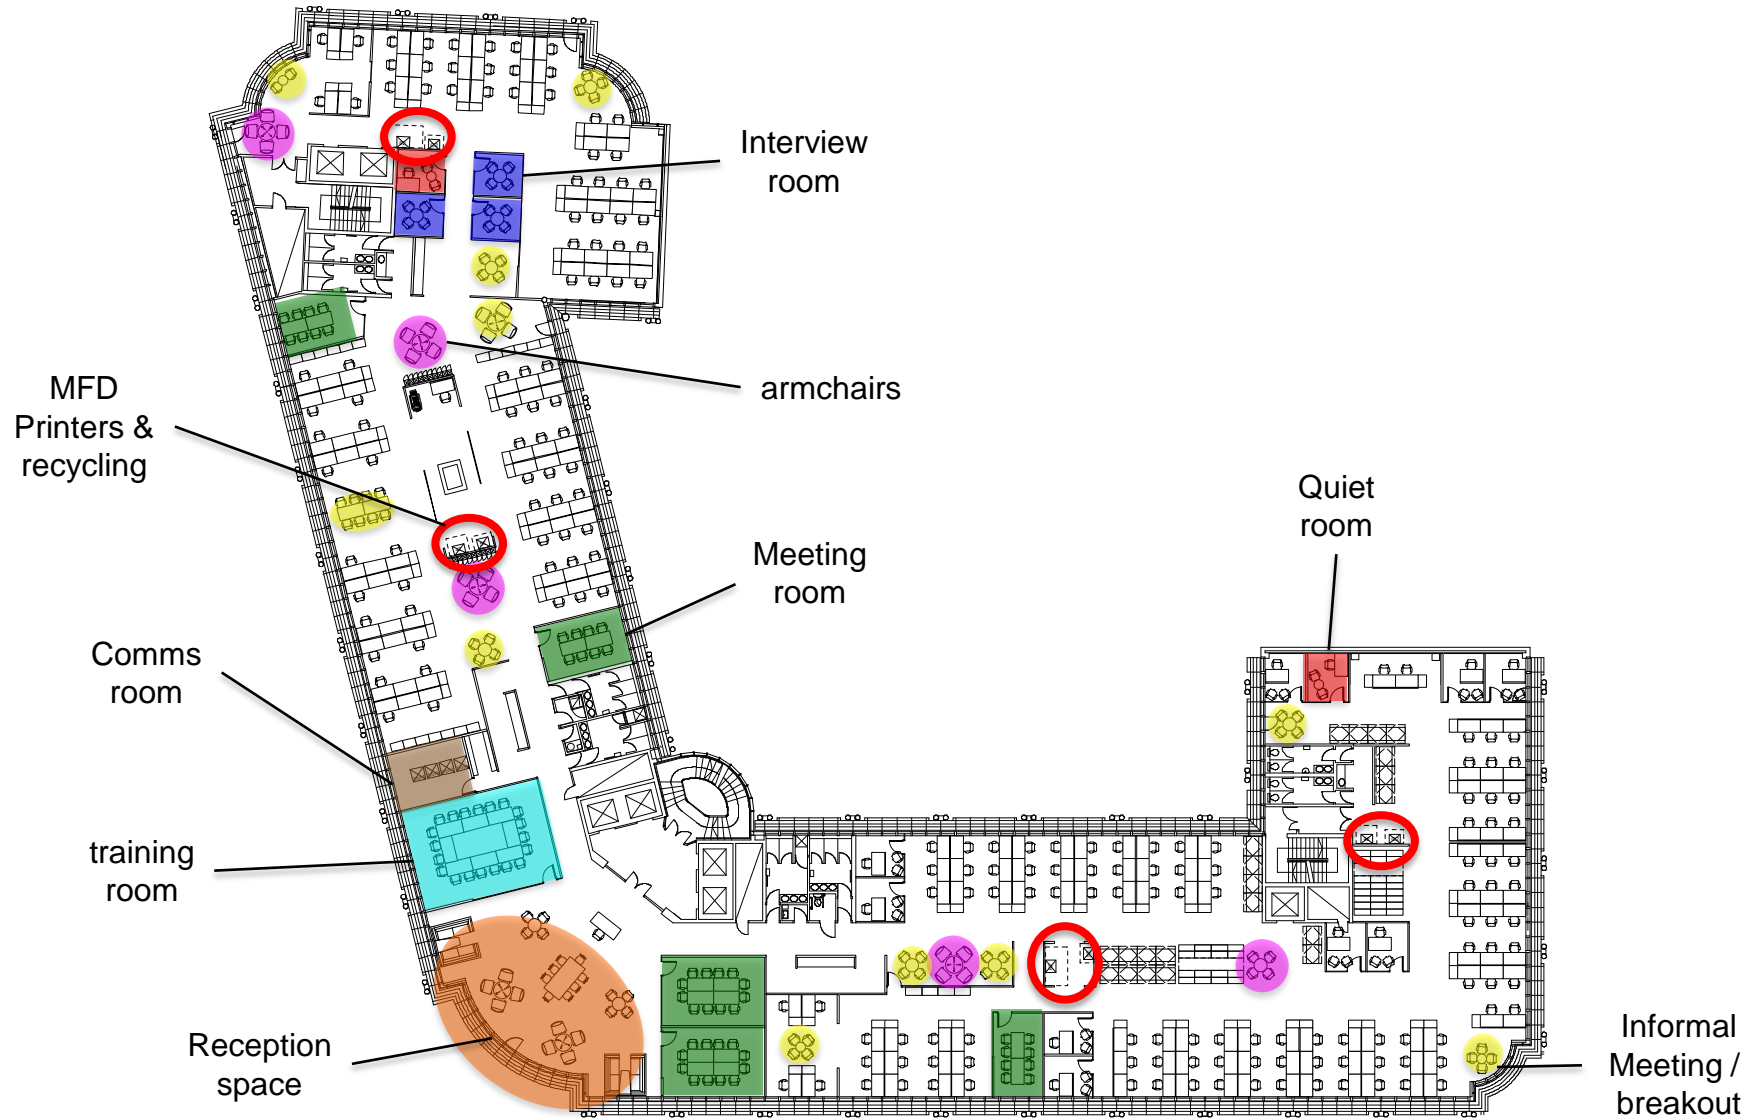 Interview
room
MFD
Printers &
recycling
armchairs
Quiet
room
Meeting
room
Comms
room
training
room
Reception
space
Informal
Meeting /
breakout